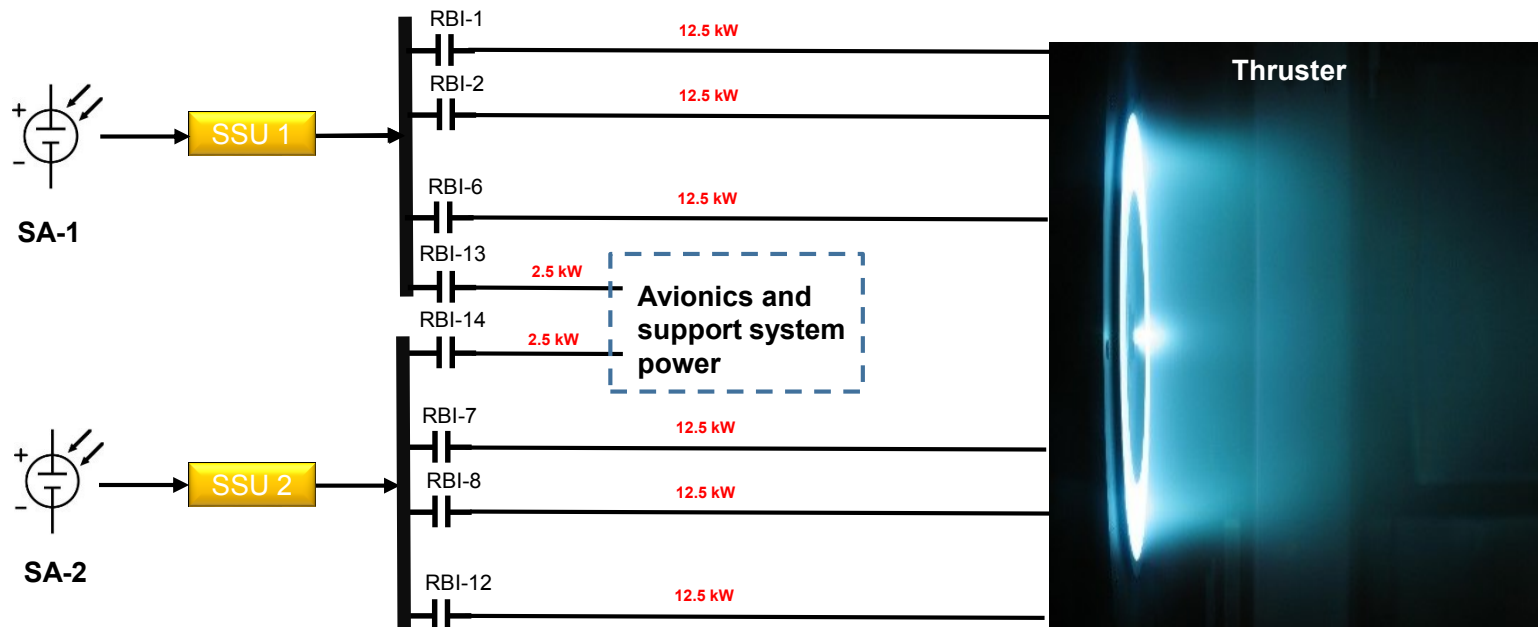 RBI-1
12.5 kW
Thruster
RBI-2
12.5 kW
+
SSU 1
−
RBI-6
12.5 kW
SA-1
RBI-13
2.5 kW
Avionics and
support system
power
RBI-14
2.5 kW
RBI-7
12.5 kW
+
SSU 2
−
RBI-8
12.5 kW
SA-2
RBI-12
12.5 kW